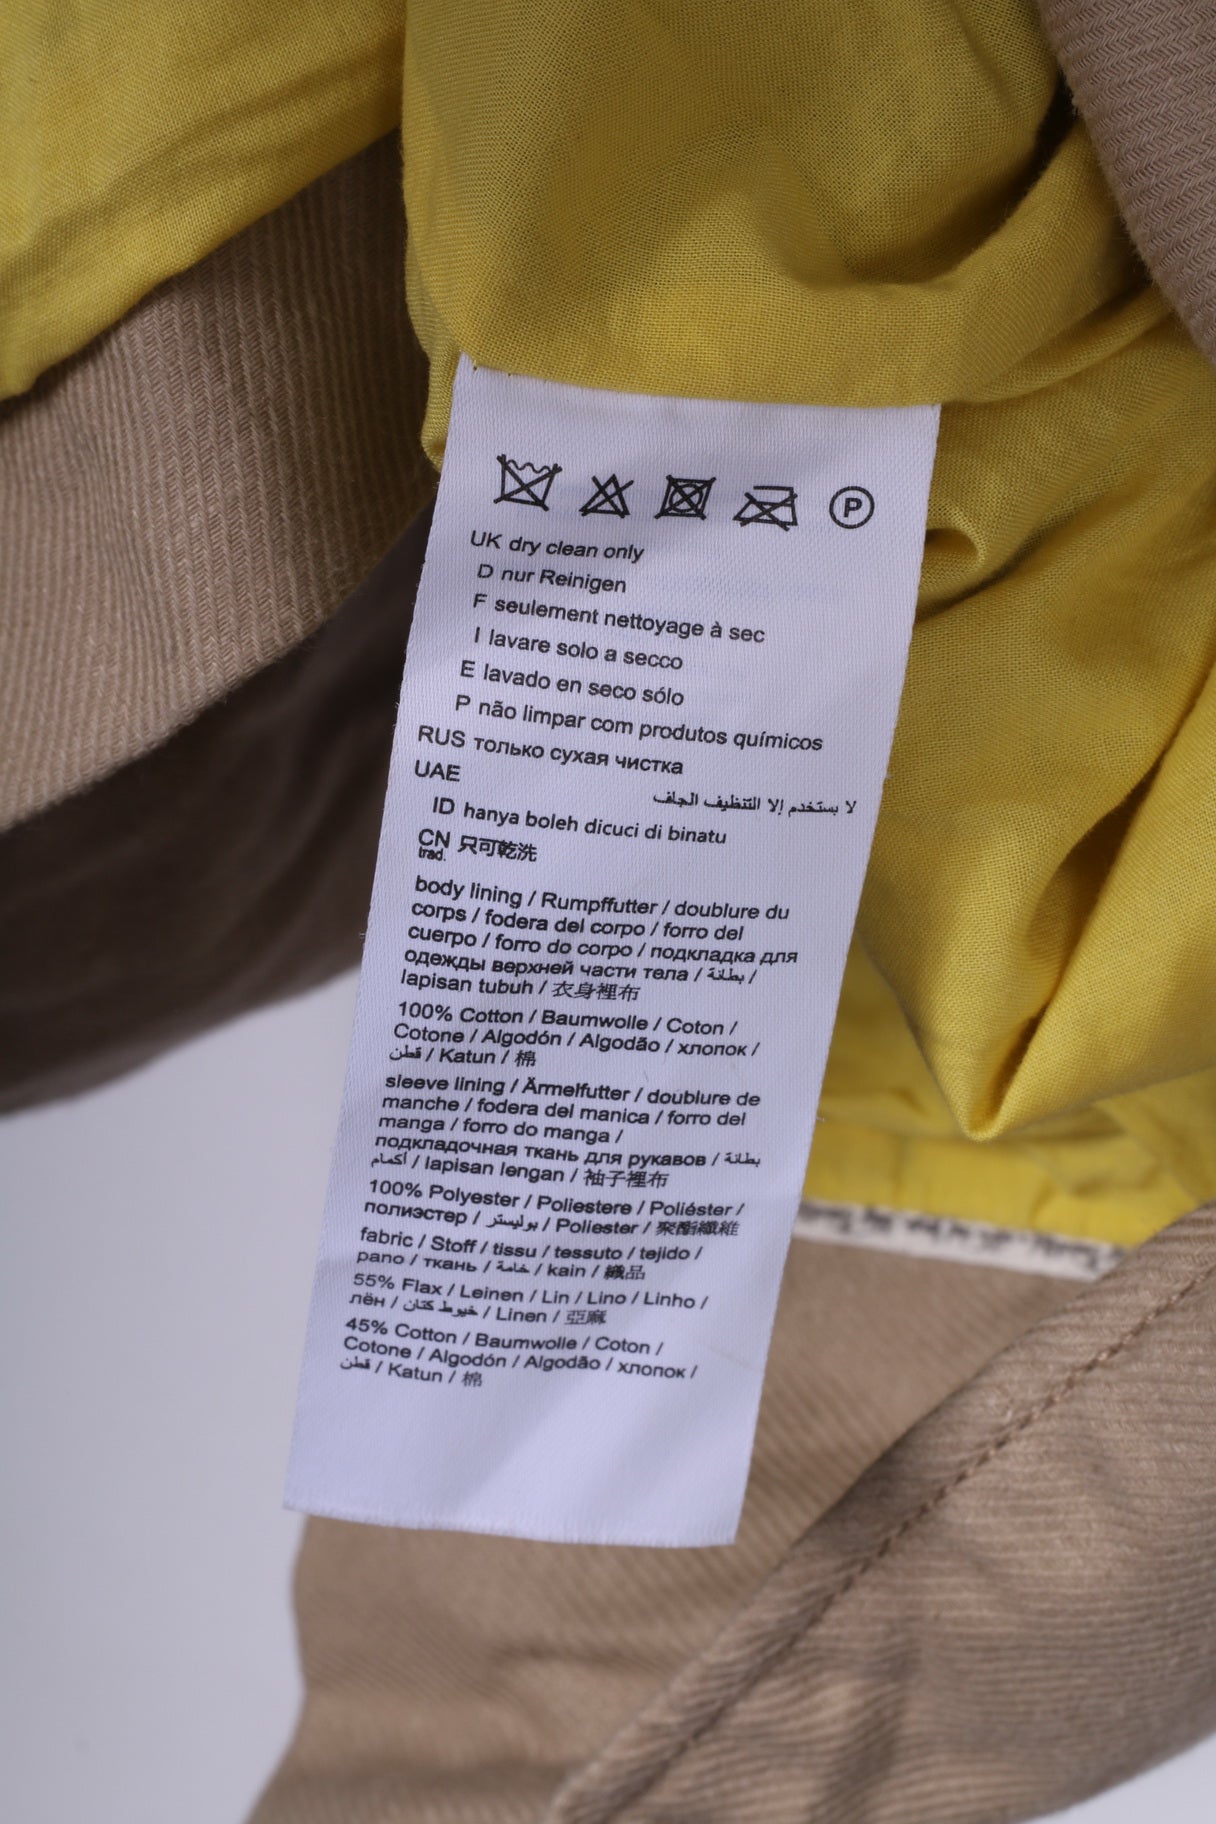 P
UK dry clean only
D nur Reinigen
F seulement nettoyage à sec
I lavare solo a secco
E lavado en seco sólo
P não limpar com produtos químicos
RUS только сухая чистка
UAE
لا يستخدم إلا التنظيف الجاف
ID hanya boleh dicuci di binatu
CN trad. 只可乾洗
body lining / Rumpffutter / doublure du
corps / fodera del corpo / forro del
cuerpo / forro do corpo / подкладка для
одежды верхней части тела / بطانة /
lapisan tubuh / 衣身裡布
100% Cotton / Baumwolle / Coton /
Cotone / Algodón / Algodão / хлопок /
قطن / Katun / 棉
sleeve lining / Ärmelfutter / doublure de
manche / fodera del manica / forro del
manga / forro do manga /
подкладочная ткань для рукавов / بطانة
أكمام / lapisan lengan / 袖子裡布
100% Polyester / Poliestere / Poliéster /
полиэстер / بوليستر / Poliester / 聚酯纖維
fabric / Stoff / tissu / tessuto / tejido /
pano / ткань / خامة / kain / 織品
55% Flax / Leinen / Lin / Lino / Linho /
лён / خيوط كتان / Linen / 亞麻
45% Cotton / Baumwolle / Coton /
Cotone / Algodón / Algodão / хлопок /
قطن / Katun / 棉